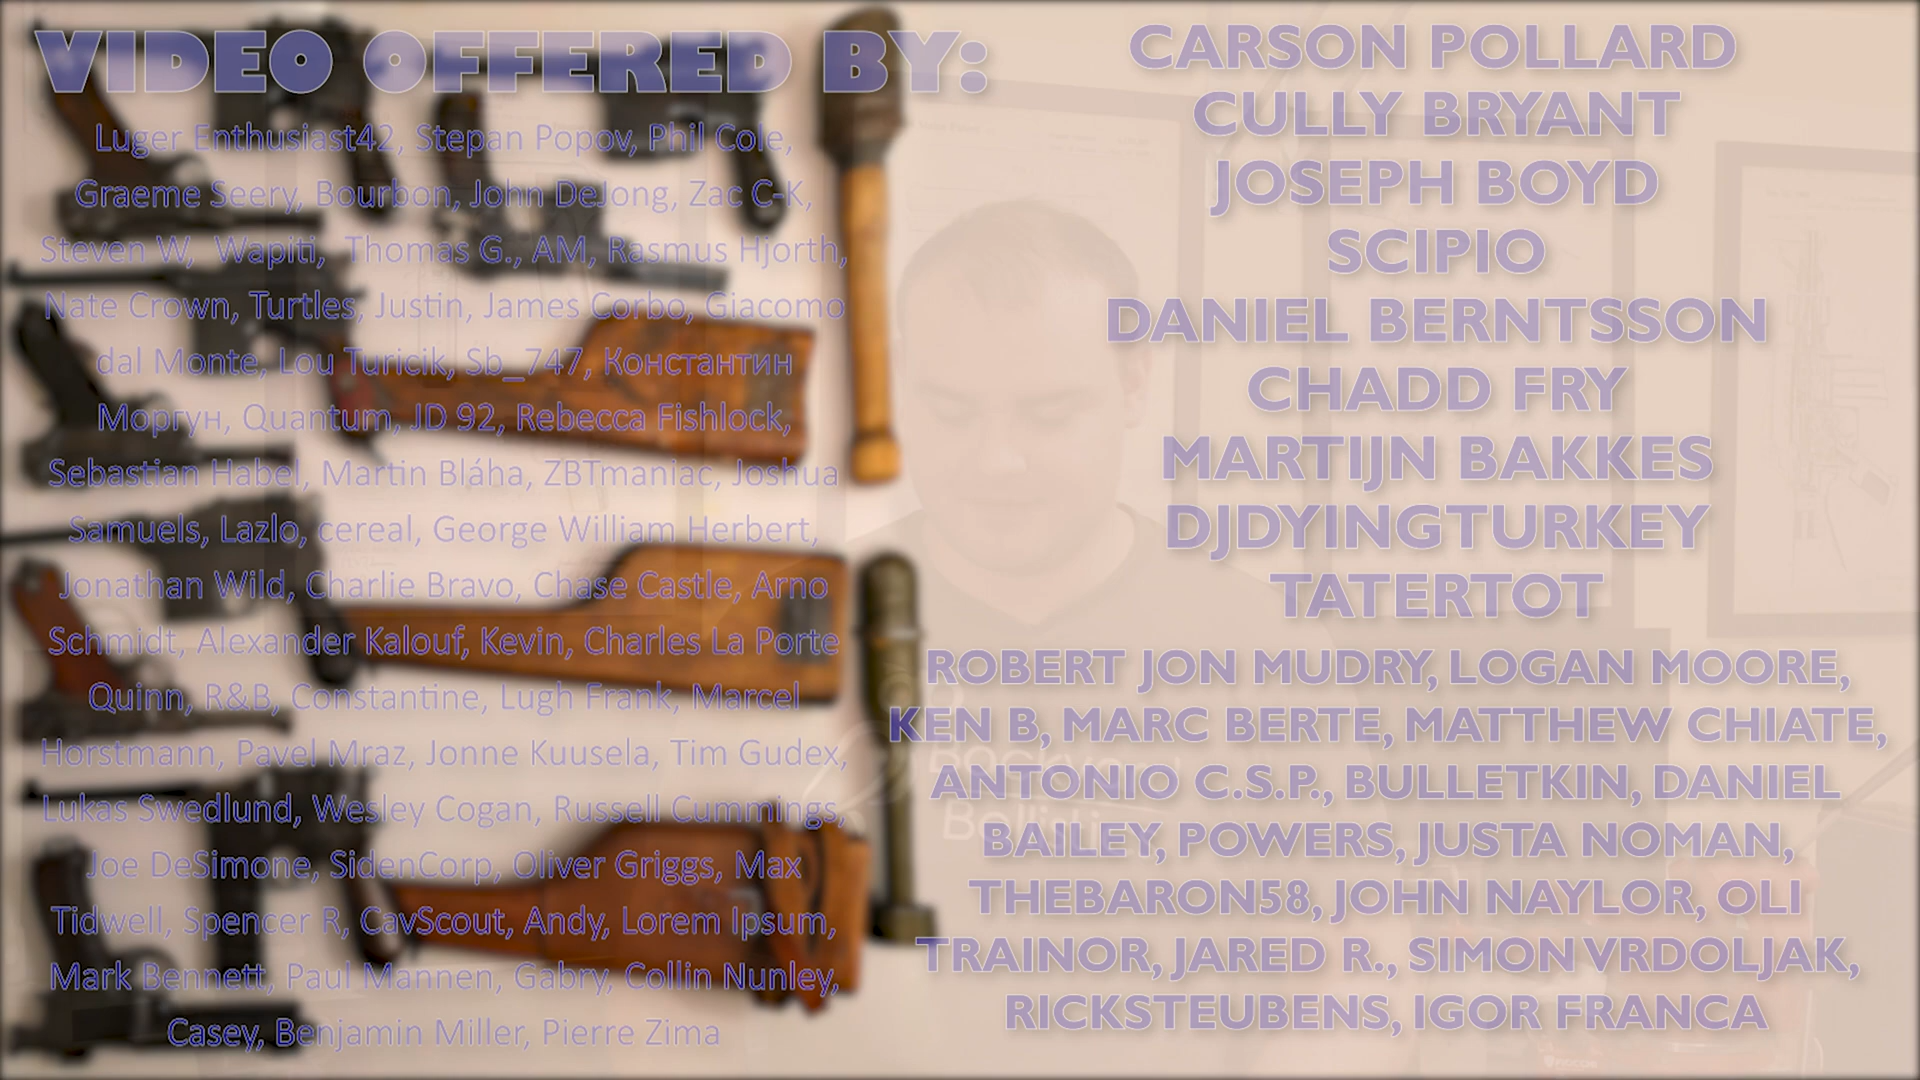 VIDEO OFFERED BY:
Luger Enthusiast42, Stepan Popov, Phil Cole,
Graeme Seery, Bourbon, John DeJong, Zac C-K,
Steven W, Wapiti, Thomas G., AM, Rasmus Hjorth,
Nate Crown, Turtles, Justin, James Corbo, Giacomo
dal Monte, Lou Turicik, Sb_747, Константин
Моргун, Quantum, JD 92, Rebecca Fishlock,
Sebastian Habel, Martin Bláha, ZBTmaniac, Joshua
Samuels, Lazlo, cereal, George William Herbert,
Jonathan Wild, Charlie Bravo, Chase Castle, Arno
Schmidt, Alexander Kalouf, Kevin, Charles La Porte
Quinn, R&B, Constantine, Lugh Frank, Marcel
Horstmann, Pavel Mraz, Jonne Kuusela, Tim Gudex,
Lukas Swedlund, Wesley Cogan, Russell Cummings,
Joe DeSimone, SidenCorp, Oliver Griggs, Max
Tidwell, Spencer R, CavScout, Andy, Lorem Ipsum,
Mark Bennett, Paul Mannen, Gabry, Collin Nunley,
Casey, Benjamin Miller, Pierre Zima
CARSON POLLARD
CULLY BRYANT
JOSEPH BOYD
SCIPIO
DANIEL BERNTSSON
CHADD FRY
MARTIJN BAKKES
DJDYINGTURKEY
TATERTOT
ROBERT JON MUDRY, LOGAN MOORE,
KEN B, MARC BERTE, MATTHEW CHIATE,
ANTONIO C.S.P., BULLETKIN, DANIEL
BAILEY, POWERS, JUSTA NOMAN,
THEBARON58, JOHN NAYLOR, OLI
TRAINOR, JARED R., SIMON VRDOLJAK,
RICKSTEUBENS, IGOR FRANCA